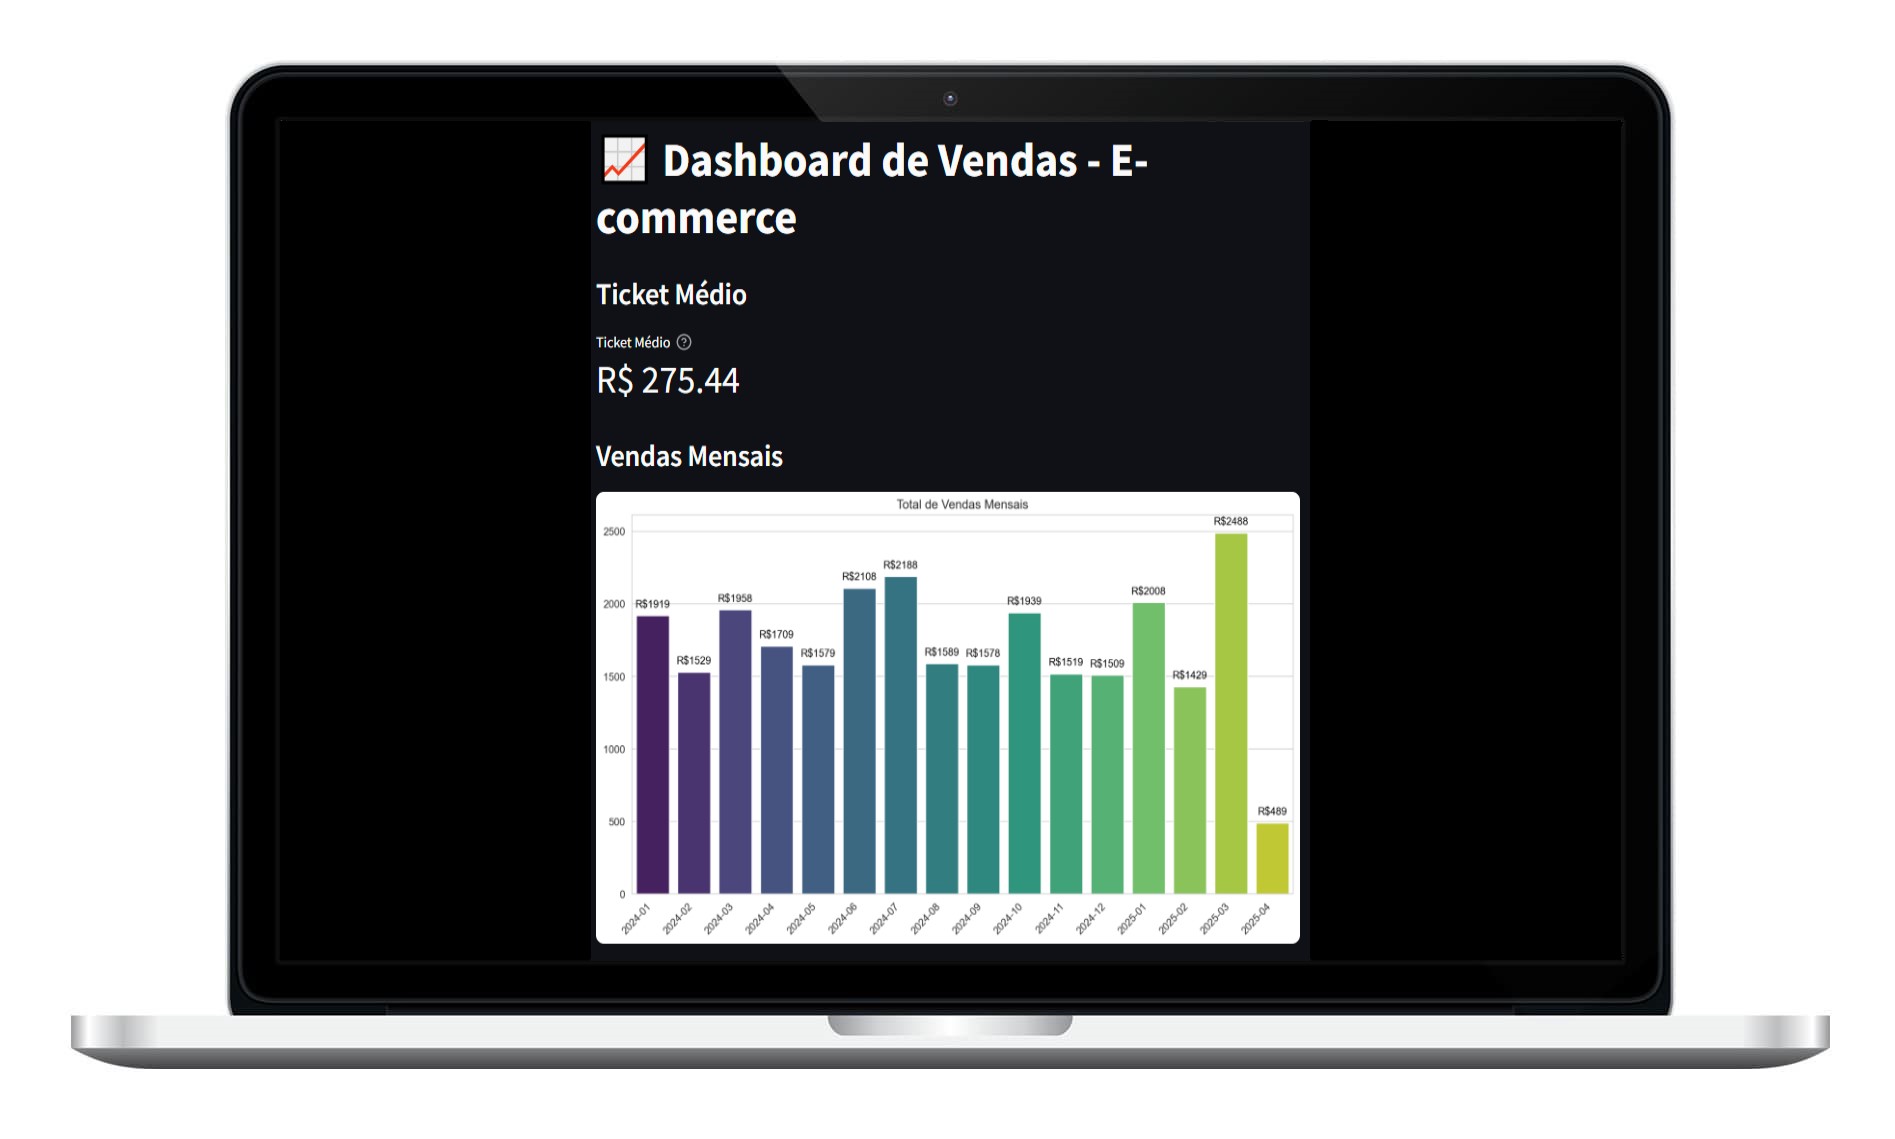 Dashboard de Vendas - E-
commerce
Ticket Médio
Ticket Médio ?
R$ 275.44
Vendas Mensais
Total de Vendas Mensais
2500
2000
1500
1000
500
0
R$1919
R$1529
R$1958
R$1709
R$1579
R$2108
R$2188
R$1589
R$1578
R$1939
R$1519
R$1509
R$2008
R$1429
R$2488
R$489
2024-01
2024-02
2024-03
2024-04
2024-05
2024-06
2024-07
2024-08
2024-09
2024-10
2024-11
2024-12
2025-01
2025-02
2025-03
2025-04